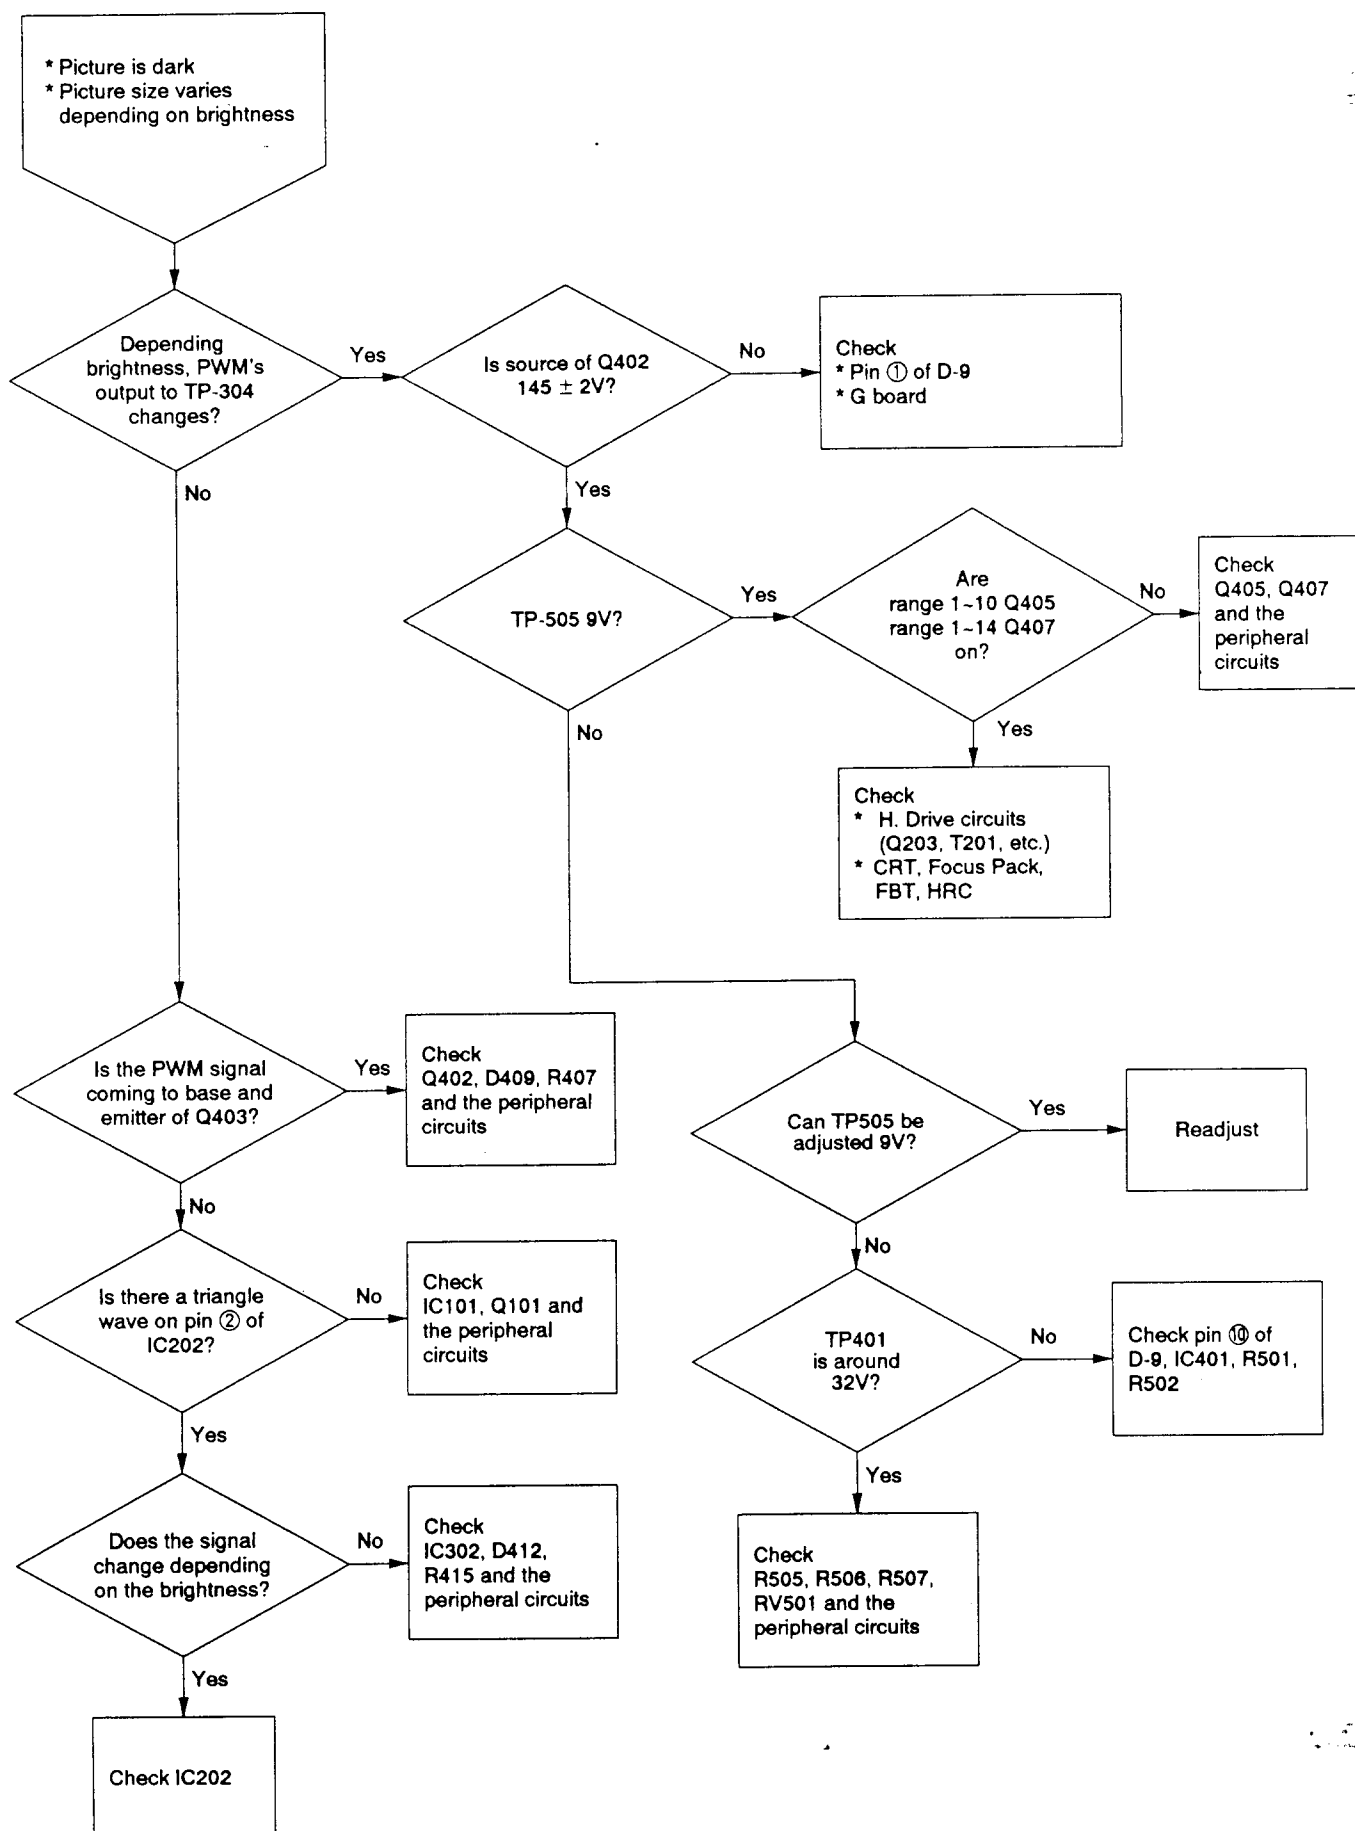 * Picture is dark
* Picture size varies
depending on brightness
Depending
brightness, PWM's
output to TP-304
changes?
Yes
No
Is source of Q402
145 ± 2V?
No
Yes
Check
* Pin ① of D-9
* G board
TP-505 9V?
Yes
No
Are
range 1~10 Q405
range 1~14 Q407
on?
No
Yes
Check
Q405, Q407
and the
peripheral
circuits
Check
* H. Drive circuits
(Q203, T201, etc.)
* CRT, Focus Pack,
FBT, HRC
Is the PWM signal
coming to base and
emitter of Q403?
Yes
No
Check
Q402, D409, R407
and the peripheral
circuits
Can TP505 be
adjusted 9V?
Yes
No
Readjust
Is there a triangle
wave on pin ② of
IC202?
No
Yes
Check
IC101, Q101 and
the peripheral
circuits
TP401
is around
32V?
No
Yes
Check pin ⑩ of
D-9, IC401, R501,
R502
Does the signal
change depending
on the brightness?
No
Yes
Check
IC302, D412,
R415 and the
peripheral circuits
Check
R505, R506, R507,
RV501 and the
peripheral circuits
Check IC202